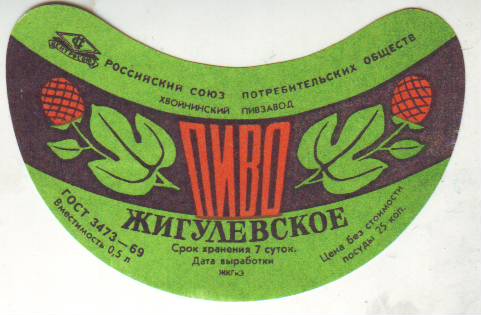 РОССИЙСКИЙ СОЮЗ ПОТРЕБИТЕЛЬСКИХ ОБЩЕСТВ
ХВОЙНИНСКИЙ ПИВЗАВОД
ПИВО
ЖИГУЛЕВСКОЕ
ГОСТ 3473—69
Вместимость 0,5 л
Срок хранения 7 суток.
Дата выработки
Цена без стоимости
посуды 25 коп.